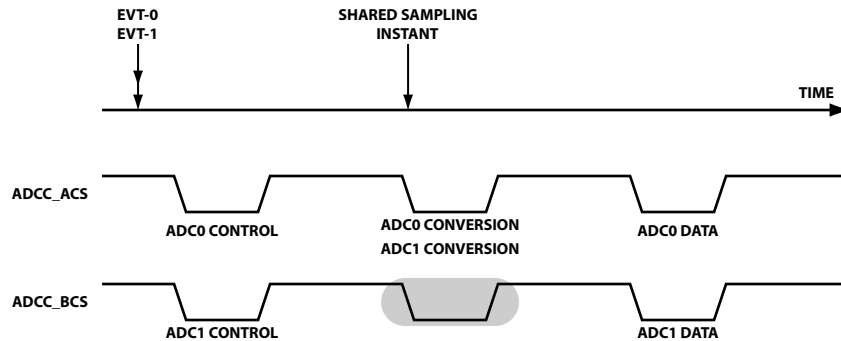 EVT-0
EVT-1
SHARED SAMPLING
INSTANT
TIME
ADCC_ACS
ADC0 CONTROL
ADC0 CONVERSION
ADC1 CONVERSION
ADC0 DATA
ADCC_BCS
ADC1 CONTROL
ADC1 DATA